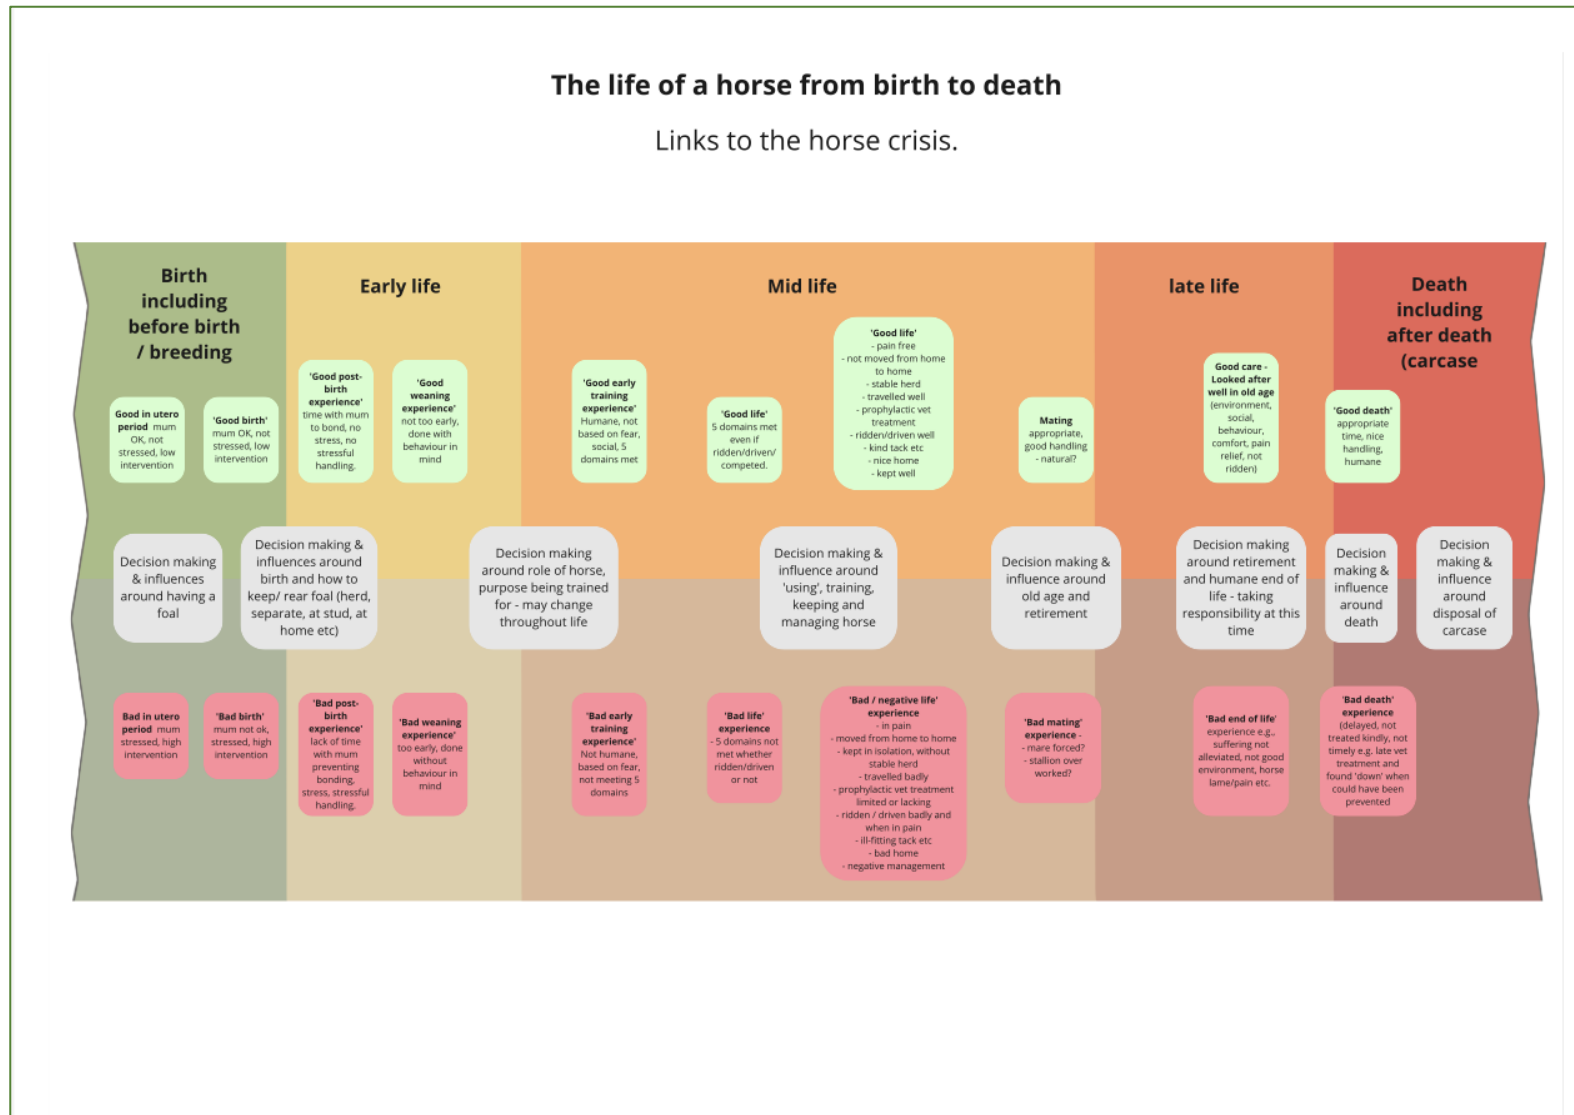 The life of a horse from birth to death
Links to the horse crisis.
Birth
including
before birth
/ breeding
Early life
Mid life
late life
Death
including
after death
(carcase
Good in utero
period mum
OK, not
stressed, low
intervention
'Good birth'
mum OK, not
stressed, low
intervention
'Good post-
birth
experience'
time with mum
to bond, no
stress, no
stressful
handling.
'Good
weaning
experience'
not too early,
done with
behaviour in
mind
'Good early
training
experience'
Humane, not
based on fear,
social, 5
domains met
'Good life'
5 domains met
even if
ridden/driven/
competed.
'Good life'
- pain free
- not moved from home
to home
- stable herd
- travelled well
- prophylactic vet
treatment
- ridden/driven well
- kind tack etc
- nice home
- kept well
Mating
appropriate,
good handling
- natural?
Good care -
Looked after
well in old age
(environment,
social,
behaviour,
comfort, pain
relief, not
ridden)
'Good death'
appropriate
time, nice
handling,
humane
Decision making
& influences
around having a
foal
Decision making &
influences around
birth and how to
keep/ rear foal (herd,
separate, at stud, at
home etc)
Decision making
around role of horse,
purpose being trained
for - may change
throughout life
Decision making &
influence around
'using', training,
keeping and
managing horse
Decision making &
influence around
old age and
retirement
Decision making
around retirement
and humane end of
life - taking
responsibility at this
time
Decision
making &
influence
around
death
Decision
making &
influence
around
disposal of
carcase
Bad in utero
period mum
stressed, high
intervention
'Bad birth'
mum not ok,
stressed, high
intervention
'Bad post-
birth
experience'
lack of time
with mum
preventing
bonding,
stress, stressful
handling.
'Bad weaning
experience'
too early, done
without
behaviour in
mind
'Bad early
training
experience'
Not humane,
based on fear,
not meeting 5
domains
'Bad life'
experience
- 5 domains not
met whether
ridden/driven
or not
'Bad / negative life'
experience
- in pain
- moved from home to home
- kept in isolation, without
stable herd
- travelled badly
- prophylactic vet treatment
limited or lacking
- ridden / driven badly and
when in pain
- ill-fitting tack etc
- bad home
- negative management
'Bad mating'
experience -
- mare forced?
- stallion over
worked?
'Bad end of life'
experience e.g.,
suffering not
alleviated, not good
environment, horse
lame/pain etc.
'Bad death'
experience
(delayed, not
treated kindly, not
timely e.g. late vet
treatment and
found 'down' when
could have been
prevented